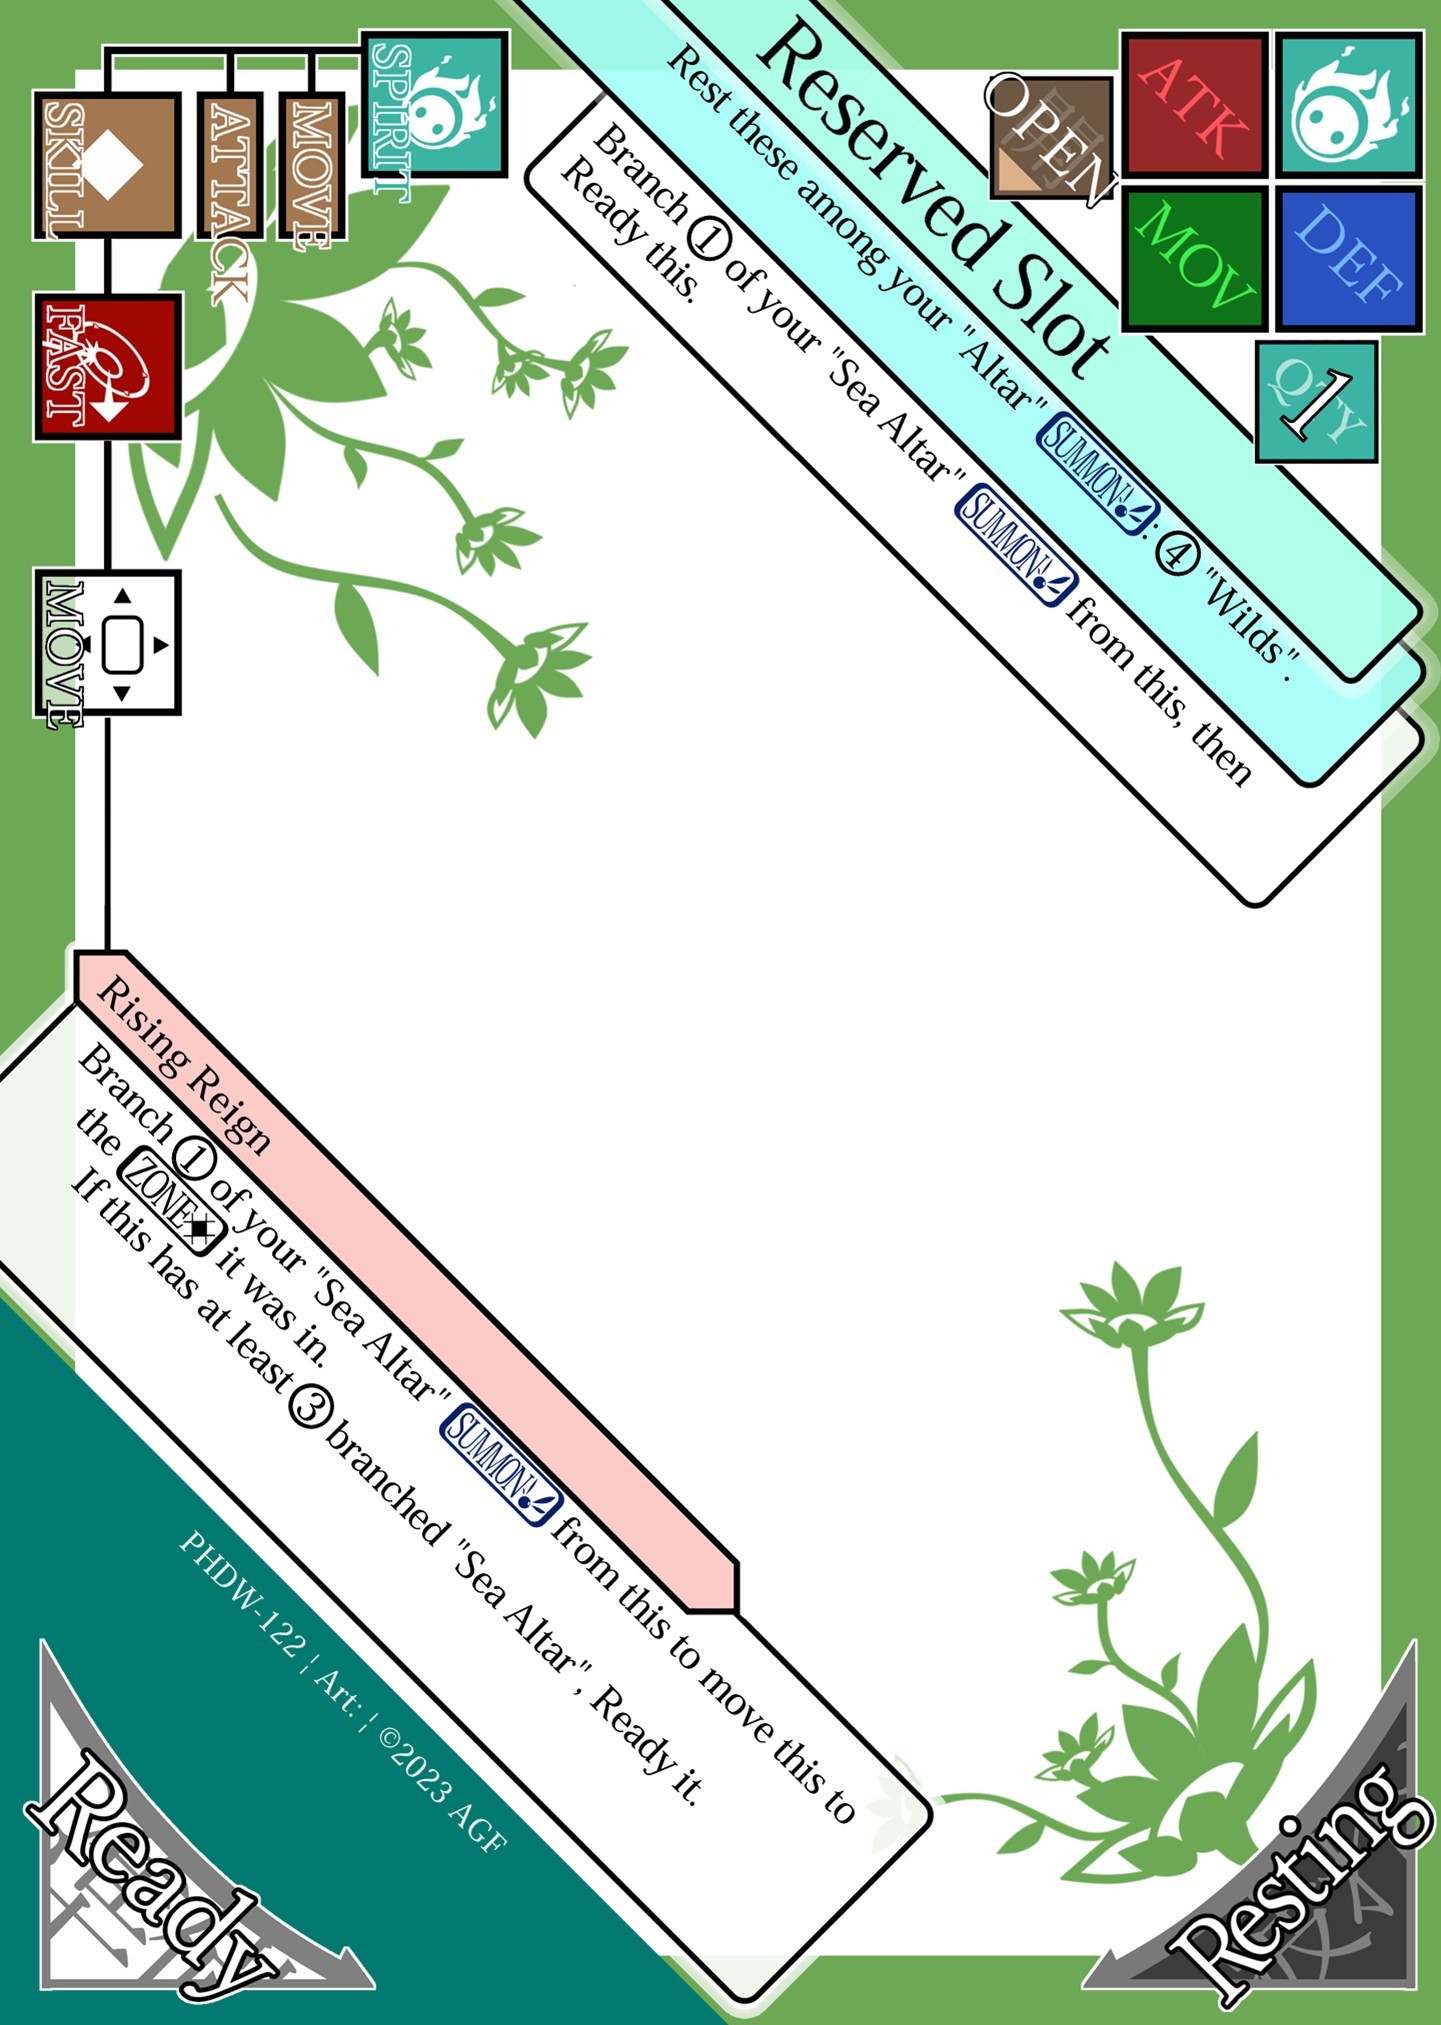 Reserved Slot
Rest these among your "Altar" SUMMON: ④ "Wilds".
Branch ① of your "Sea Altar" SUMMON from this, then
Ready this.
OPEN
ATK
MOV
DEF
QTY
1
SPIRIT
MOVE
ATTACK
SKILL
FAST
MOVE
Rising Reign
Branch ① of your "Sea Altar" SUMMON from this to move this to
the ZONE it was in.
If this has at least ③ branched "Sea Altar", Ready it.
PHDW-122 ¦ Art: ¦ ©2023 AGF
Ready
Resting